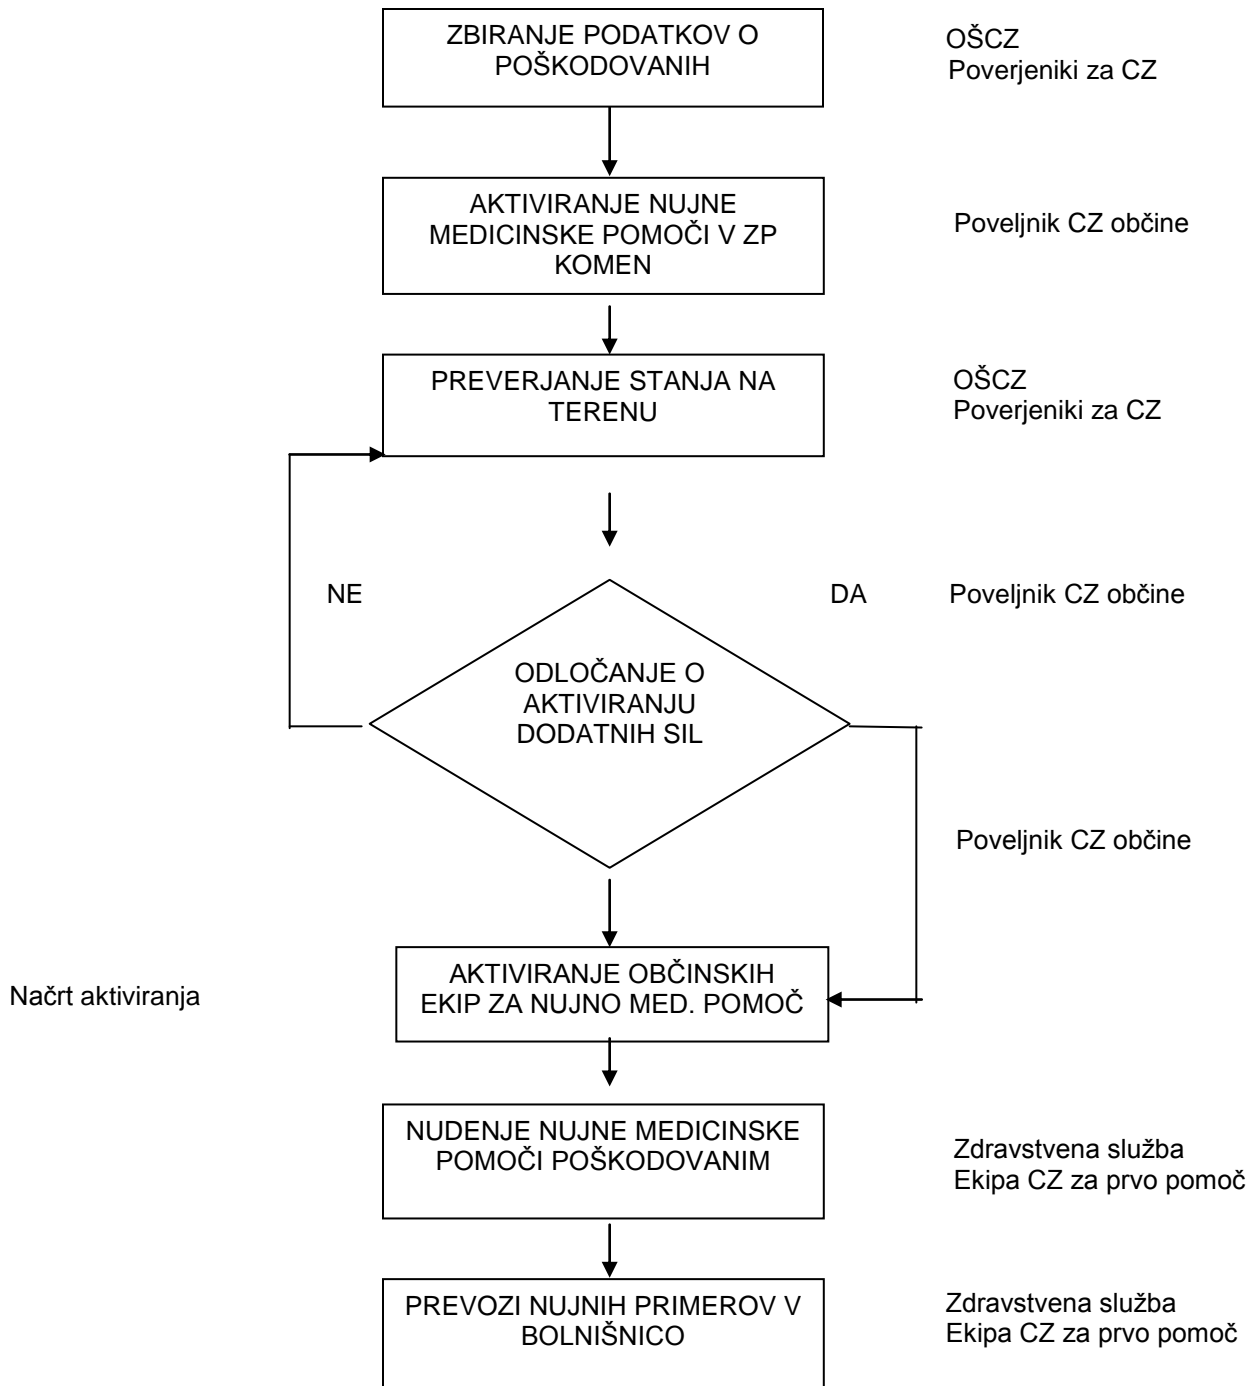 ZBIRANJE PODATKOV O
POŠKODOVANIH
OŠCZ
Poverjeniki za CZ
AKTIVIRANJE NUJNE
MEDICINSKE POMOČI V ZP
KOMEN
Poveljnik CZ občine
PREVERJANJE STANJA NA
TERENU
OŠCZ
Poverjeniki za CZ
NE
DA
Poveljnik CZ občine
ODLOČANJE O
AKTIVIRANJU
DODATNIH SIL
Poveljnik CZ občine
Načrt aktiviranja
AKTIVIRANJE OBČINSKIH
EKIP ZA NUJNO MED. POMOČ
NUDENJE NUJNE MEDICINSKE
POMOČI POŠKODOVANIM
Zdravstvena služba
Ekipa CZ za prvo pomoč
PREVOZI NUJNIH PRIMEROV V
BOLNIŠNICO
Zdravstvena služba
Ekipa CZ za prvo pomoč